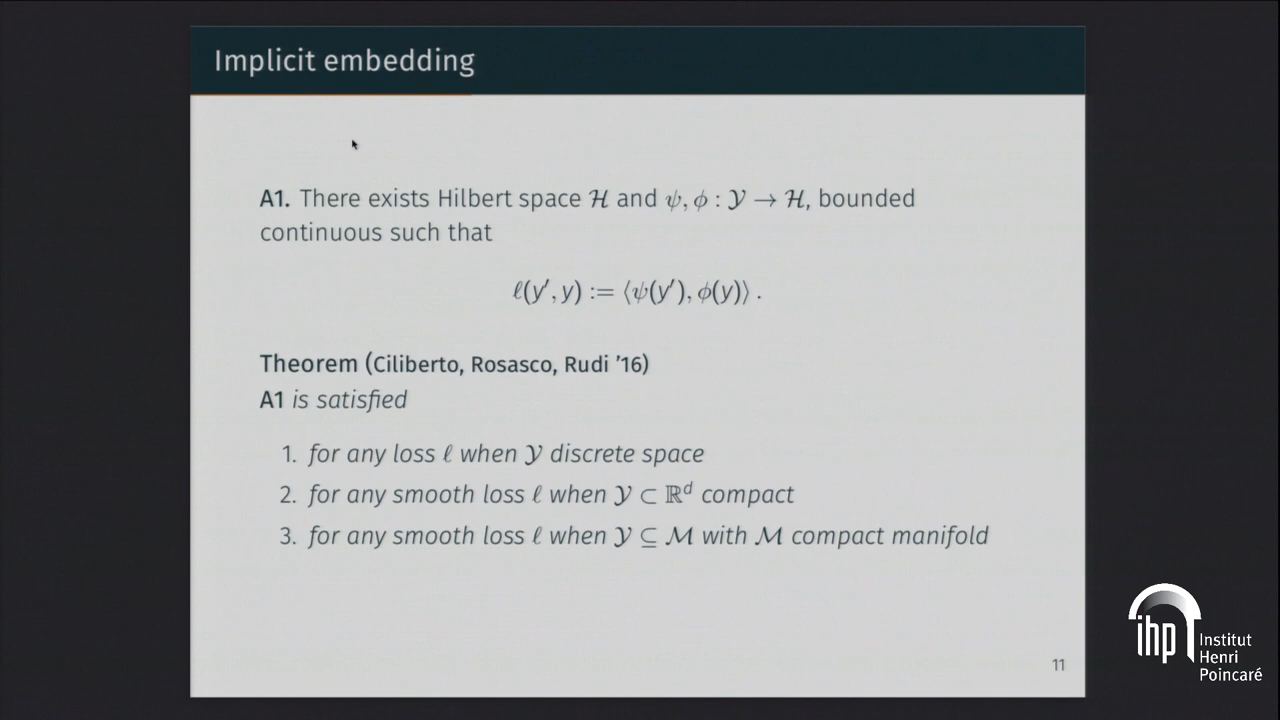 Implicit embedding
A1. There exists Hilbert space ℋ and ψ, ϕ : 𝒴 → ℋ, bounded
continuous such that
ℓ(y′, y) := ⟨ψ(y′), ϕ(y)⟩ .
Theorem (Ciliberto, Rosasco, Rudi ’16)
A1 is satisfied
1. for any loss ℓ when 𝒴 discrete space
2. for any smooth loss ℓ when 𝒴 ⊂ ℝᵈ compact
3. for any smooth loss ℓ when 𝒴 ⊆ ℳ with ℳ compact manifold
11
ihp
Institut
Henri
Poincaré